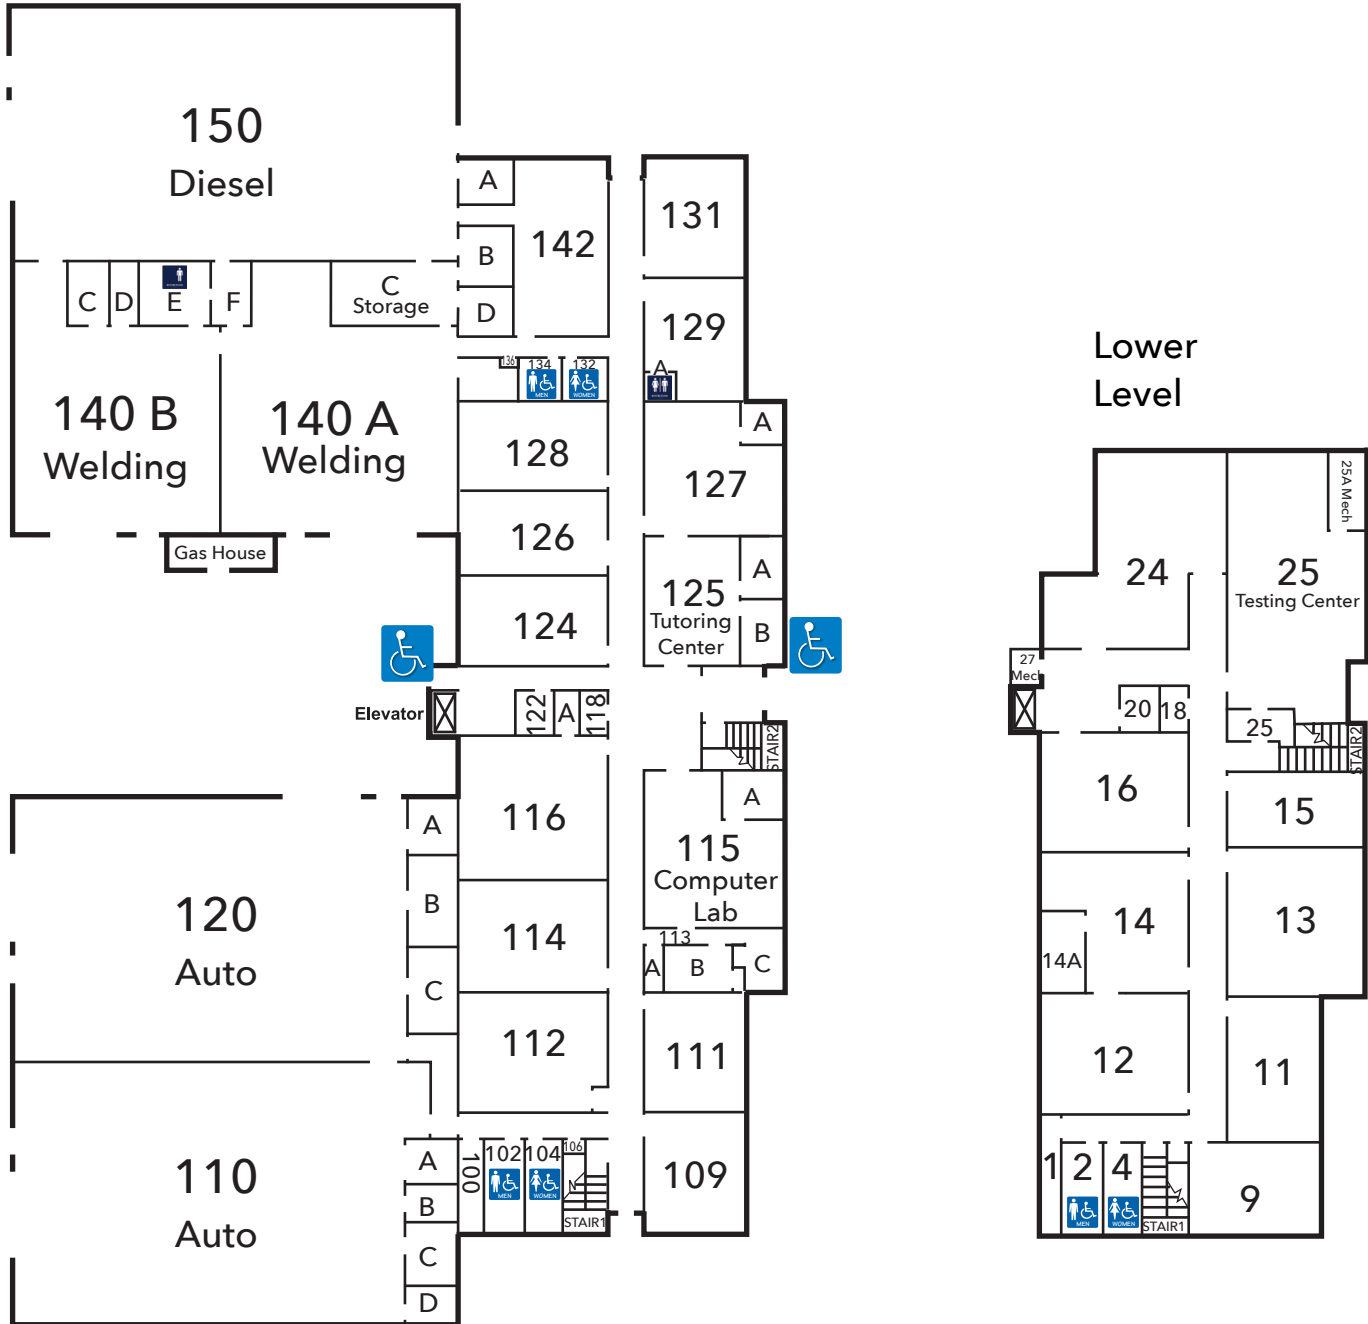 150
Diesel
A
142
131
B
C
D
E
F
C
Storage
D
129
Lower
Level
136
134
132
A
MEN
WOMEN
140 B
Welding
140 A
Welding
128
A
127
25A Mech
126
Gas House
125
Tutoring
Center
A
24
25
Testing Center
124
B
27
Mech
Elevator
122
A
118
20
18
25
STAIR2
STAIR2
A
116
A
16
15
115
Computer
Lab
120
Auto
B
114
113
14
13
A
B
C
14A
C
112
111
12
11
110
Auto
A
100
102
104
106
109
1
2
4
9
MEN
WOMEN
B
STAIR1
MEN
WOMEN
STAIR1
C
D